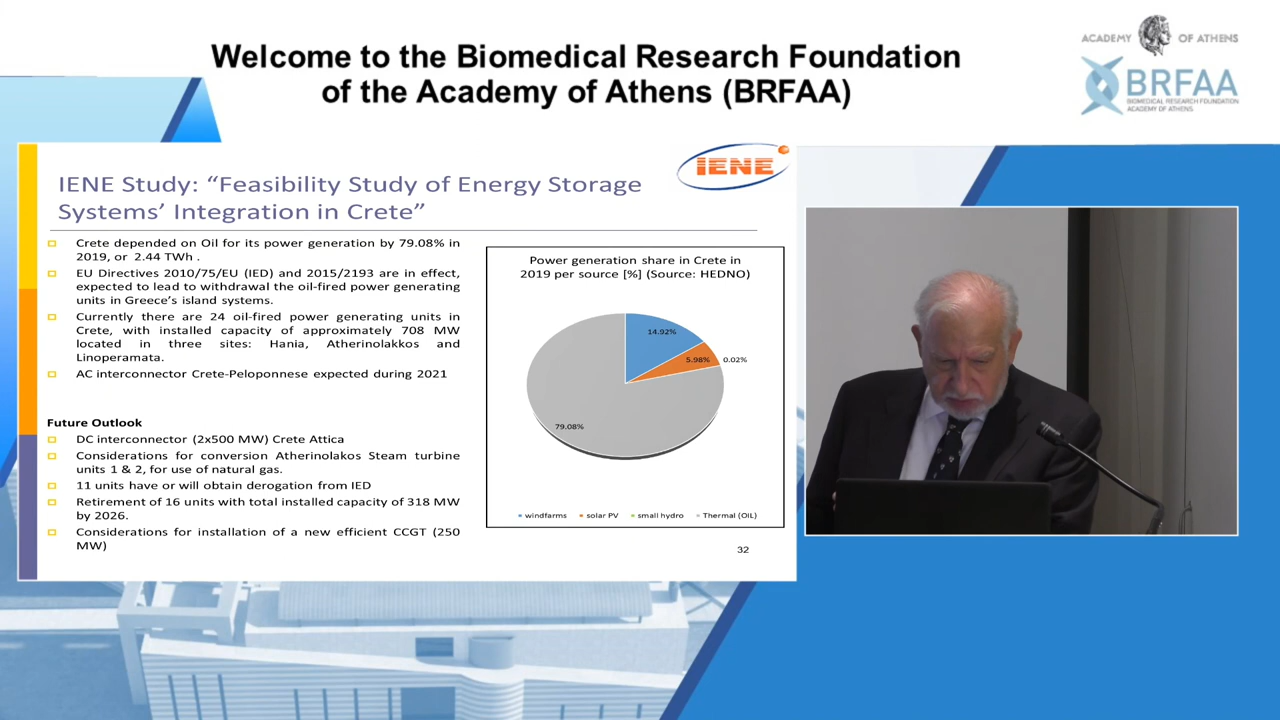 Welcome to the Biomedical Research Foundation
of the Academy of Athens (BRFAA)
ACADEMY OF ATHENS
BRFAA
BIOMEDICAL RESEARCH FOUNDATION
ACADEMY OF ATHENS
IENE
IENE Study: “Feasibility Study of Energy Storage
Systems’ Integration in Crete”
Crete depended on Oil for its power generation by 79.08% in
2019, or 2.44 TWh .
EU Directives 2010/75/EU (IED) and 2015/2193 are in effect,
expected to lead to withdrawal the oil-fired power generating
units in Greece’s island systems.
Currently there are 24 oil-fired power generating units in
Crete, with installed capacity of approximately 708 MW
located in three sites: Hania, Atherinolakkos and
Linoperamata.
AC interconnector Crete-Peloponnese expected during 2021
Future Outlook
DC interconnector (2x500 MW) Crete Attica
Considerations for conversion Atherinolakos Steam turbine
units 1 & 2, for use of natural gas.
11 units have or will obtain derogation from IED
Retirement of 16 units with total installed capacity of 318 MW
by 2026.
Considerations for installation of a new efficient CCGT (250
MW)
Power generation share in Crete in
2019 per source [%] (Source: HEDNO)
14.92%
5.98%
0.02%
79.08%
windfarms solar PV small hydro Thermal (OIL)
32